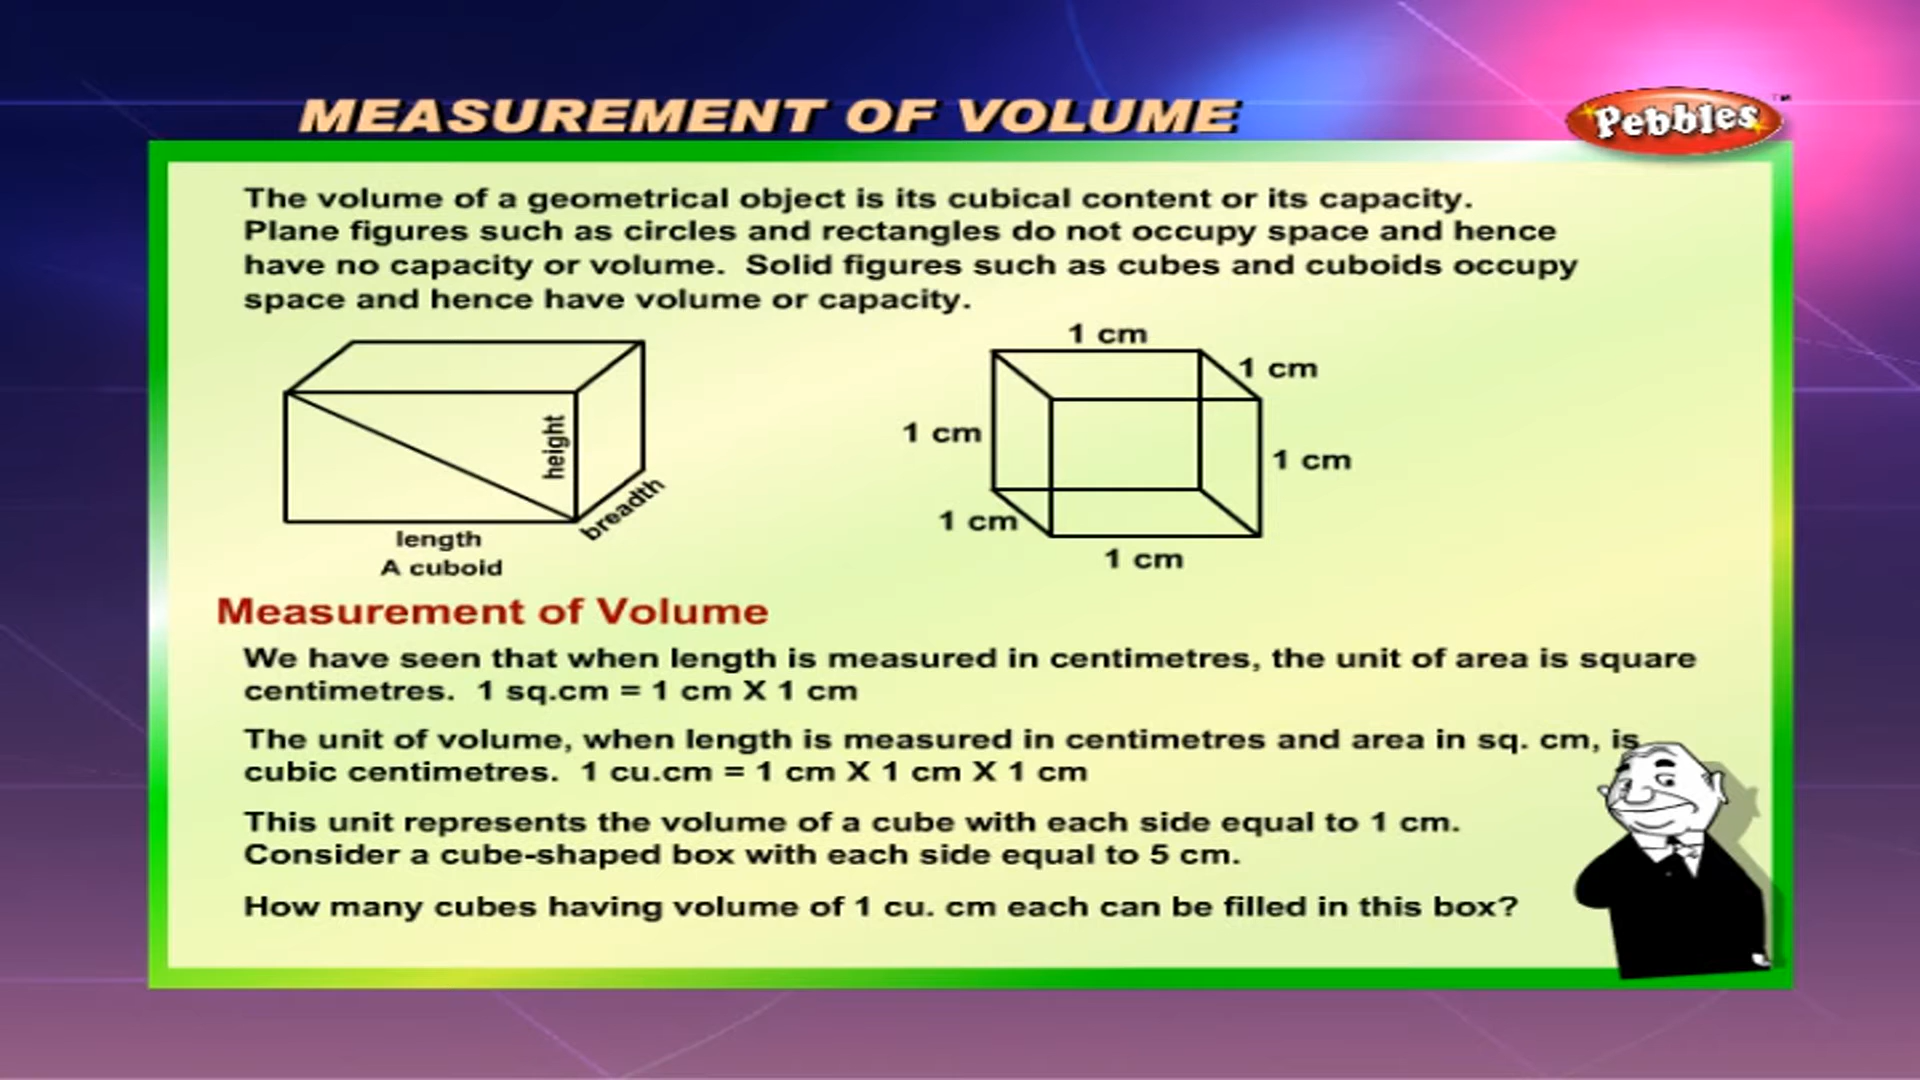 MEASUREMENT OF VOLUME
Pebbles™
The volume of a geometrical object is its cubical content or its capacity.
Plane figures such as circles and rectangles do not occupy space and hence
have no capacity or volume. Solid figures such as cubes and cuboids occupy
space and hence have volume or capacity.
height
breadth
length
A cuboid
1 cm
1 cm
1 cm
1 cm
1 cm
1 cm
Measurement of Volume
We have seen that when length is measured in centimetres, the unit of area is square
centimetres. 1 sq.cm = 1 cm X 1 cm
The unit of volume, when length is measured in centimetres and area in sq. cm, is
cubic centimetres. 1 cu.cm = 1 cm X 1 cm X 1 cm
This unit represents the volume of a cube with each side equal to 1 cm.
Consider a cube-shaped box with each side equal to 5 cm.
How many cubes having volume of 1 cu. cm each can be filled in this box?